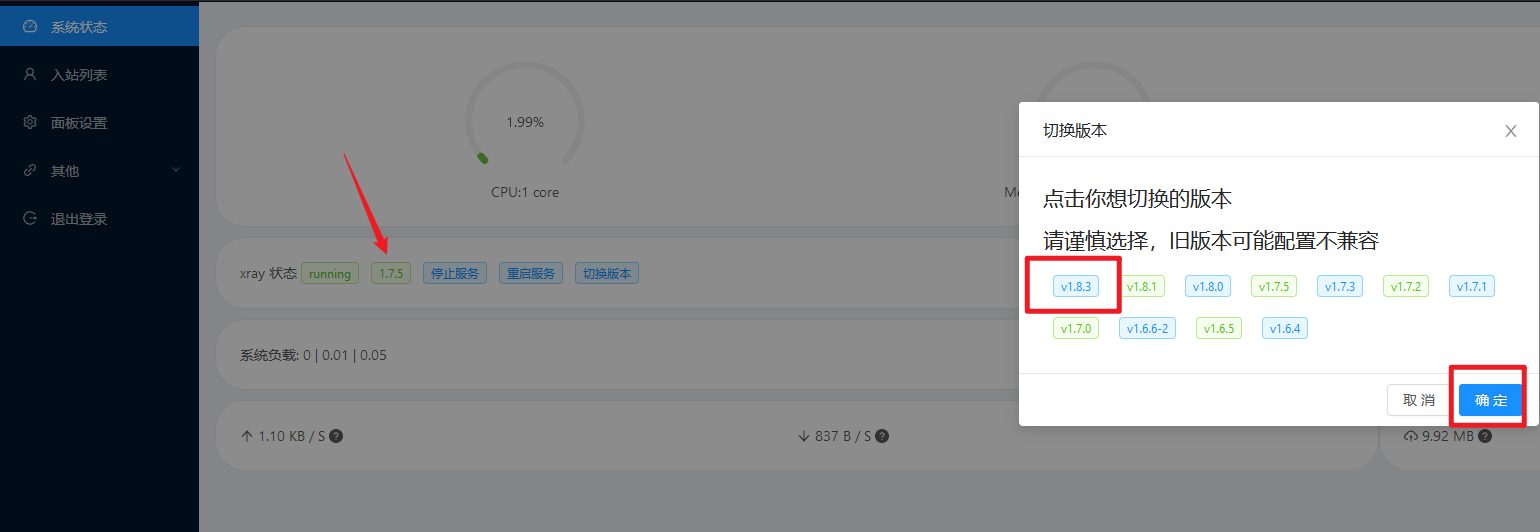 系统状态
入站列表
面板设置
其他
退出登录
1.99%
CPU:1 core
xray 状态 running 1.7.5 停止服务 重启服务 切换版本
系统负载: 0 | 0.01 | 0.05
1.10 KB / S
837 B / S
9.92 MB
切换版本
点击你想切换的版本
请谨慎选择，旧版本可能配置不兼容
v1.8.3 v1.8.1 v1.8.0 v1.7.5 v1.7.3 v1.7.2 v1.7.1
v1.7.0 v1.6.6-2 v1.6.5 v1.6.4
取 消 确 定